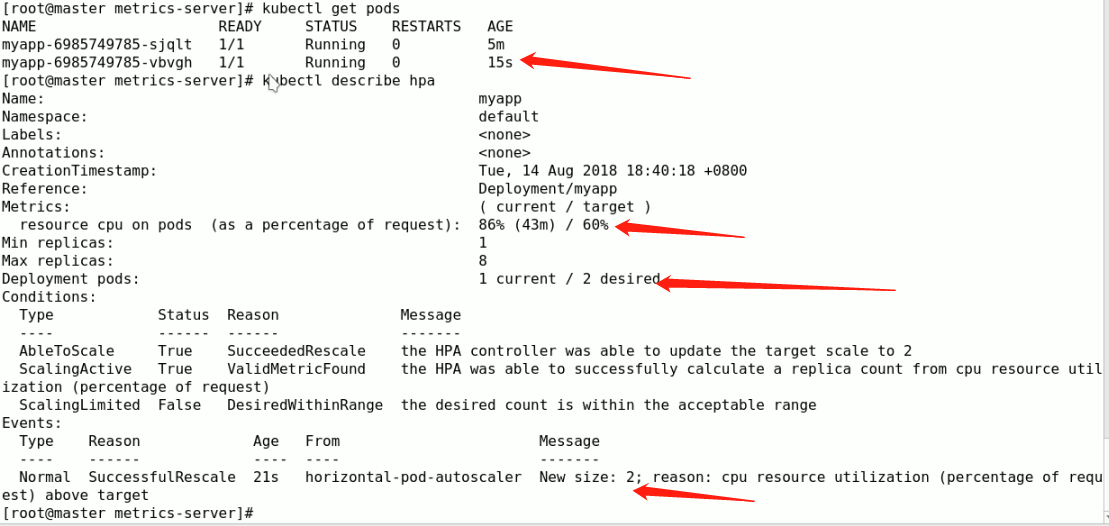 [root@master metrics-server]# kubectl get pods
NAME                     READY     STATUS    RESTARTS   AGE
myapp-6985749785-sjqlt   1/1       Running   0          5m
myapp-6985749785-vbvgh   1/1       Running   0          15s
[root@master metrics-server]# kubectl describe hpa
Name:                                                  myapp
Namespace:                                             default
Labels:                                                <none>
Annotations:                                           <none>
CreationTimestamp:                                     Tue, 14 Aug 2018 18:40:18 +0800
Reference:                                             Deployment/myapp
Metrics:                                               ( current / target )
  resource cpu on pods  (as a percentage of request):  86% (43m) / 60%
Min replicas:                                          1
Max replicas:                                          8
Deployment pods:                                       1 current / 2 desired
Conditions:
  Type            Status  Reason              Message
  ----            ------  ------              -------
  AbleToScale     True    SucceededRescale    the HPA controller was able to update the target scale to 2
  ScalingActive   True    ValidMetricFound    the HPA was able to successfully calculate a replica count from cpu resource util
ization (percentage of request)
  ScalingLimited  False   DesiredWithinRange  the desired count is within the acceptable range
Events:
  Type    Reason             Age   From                       Message
  ----    ------             ----  ----                       -------
  Normal  SuccessfulRescale  21s   horizontal-pod-autoscaler  New size: 2; reason: cpu resource utilization (percentage of requ
est) above target
[root@master metrics-server]#